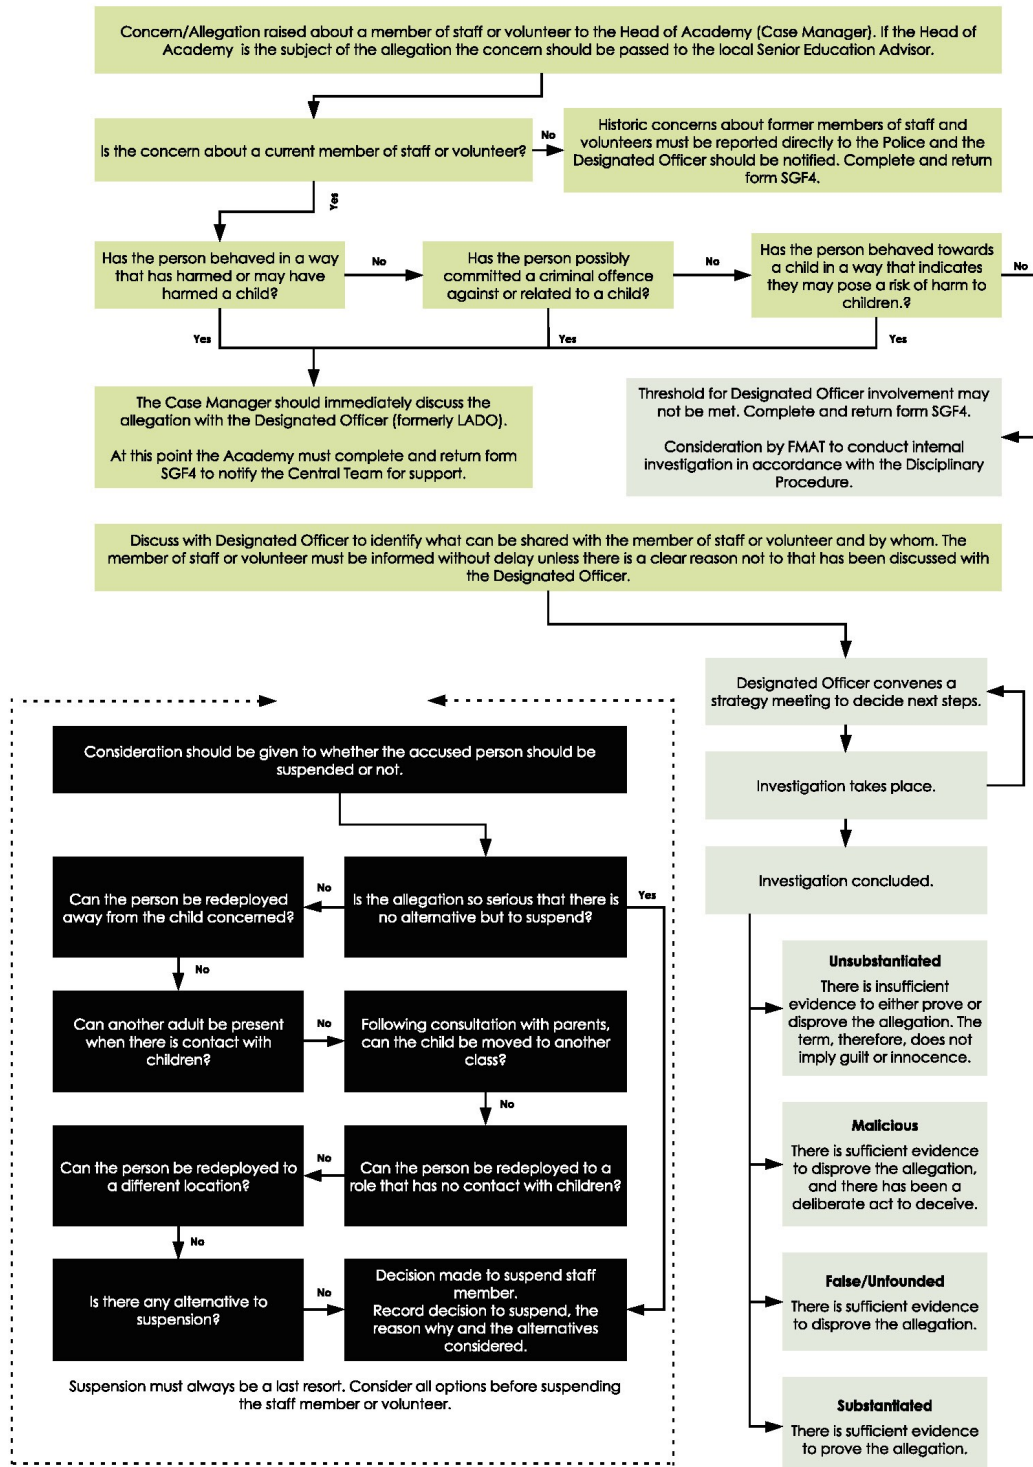 Concern/Allegation raised about a member of staff or volunteer to the Head of Academy (Case Manager). If the Head of
Academy is the subject of the allegation the concern should be passed to the local Senior Education Advisor.
Is the concern about a current member of staff or volunteer?
No
Historic concerns about former members of staff and
volunteers must be reported directly to the Police and the
Designated Officer should be notified. Complete and return
form SGF4.
Yes
Has the person behaved in a way
that has harmed or may have
harmed a child?
No
Has the person possibly
committed a criminal offence
against or related to a child?
No
Has the person behaved towards
a child in a way that indicates
they may pose a risk of harm to
children.?
No
Yes
Yes
Yes
The Case Manager should immediately discuss the
allegation with the Designated Officer (formerly LADO).
At this point the Academy must complete and return form
SGF4 to notify the Central Team for support.
Threshold for Designated Officer involvement may
not be met. Complete and return form SGF4.
Consideration by FMAT to conduct internal
investigation in accordance with the Disciplinary
Procedure.
Discuss with Designated Officer to identify what can be shared with the member of staff or volunteer and by whom. The
member of staff or volunteer must be informed without delay unless there is a clear reason not to that has been discussed with
the Designated Officer.
Designated Officer convenes a
strategy meeting to decide next steps.
Investigation takes place.
Investigation concluded.
Unsubstantiated
There is insufficient
evidence to either prove or
disprove the allegation. The
term, therefore, does not
imply guilt or innocence.
Malicious
There is sufficient evidence
to disprove the allegation,
and there has been a
deliberate act to deceive.
False/Unfounded
There is sufficient evidence
to disprove the allegation.
Substantiated
There is sufficient evidence
to prove the allegation.
Consideration should be given to whether the accused person should be
suspended or not.
Is the allegation so serious that there is
no alternative but to suspend?
Yes
No
Can the person be redeployed
away from the child concerned?
No
Can another adult be present
when there is contact with
children?
No
Following consultation with parents,
can the child be moved to another
class?
No
Can the person be redeployed to a
role that has no contact with children?
No
Can the person be redeployed to
a different location?
No
Is there any alternative to
suspension?
No
Decision made to suspend staff
member.
Record decision to suspend, the
reason why and the alternatives
considered.
Suspension must always be a last resort. Consider all options before suspending
the staff member or volunteer.